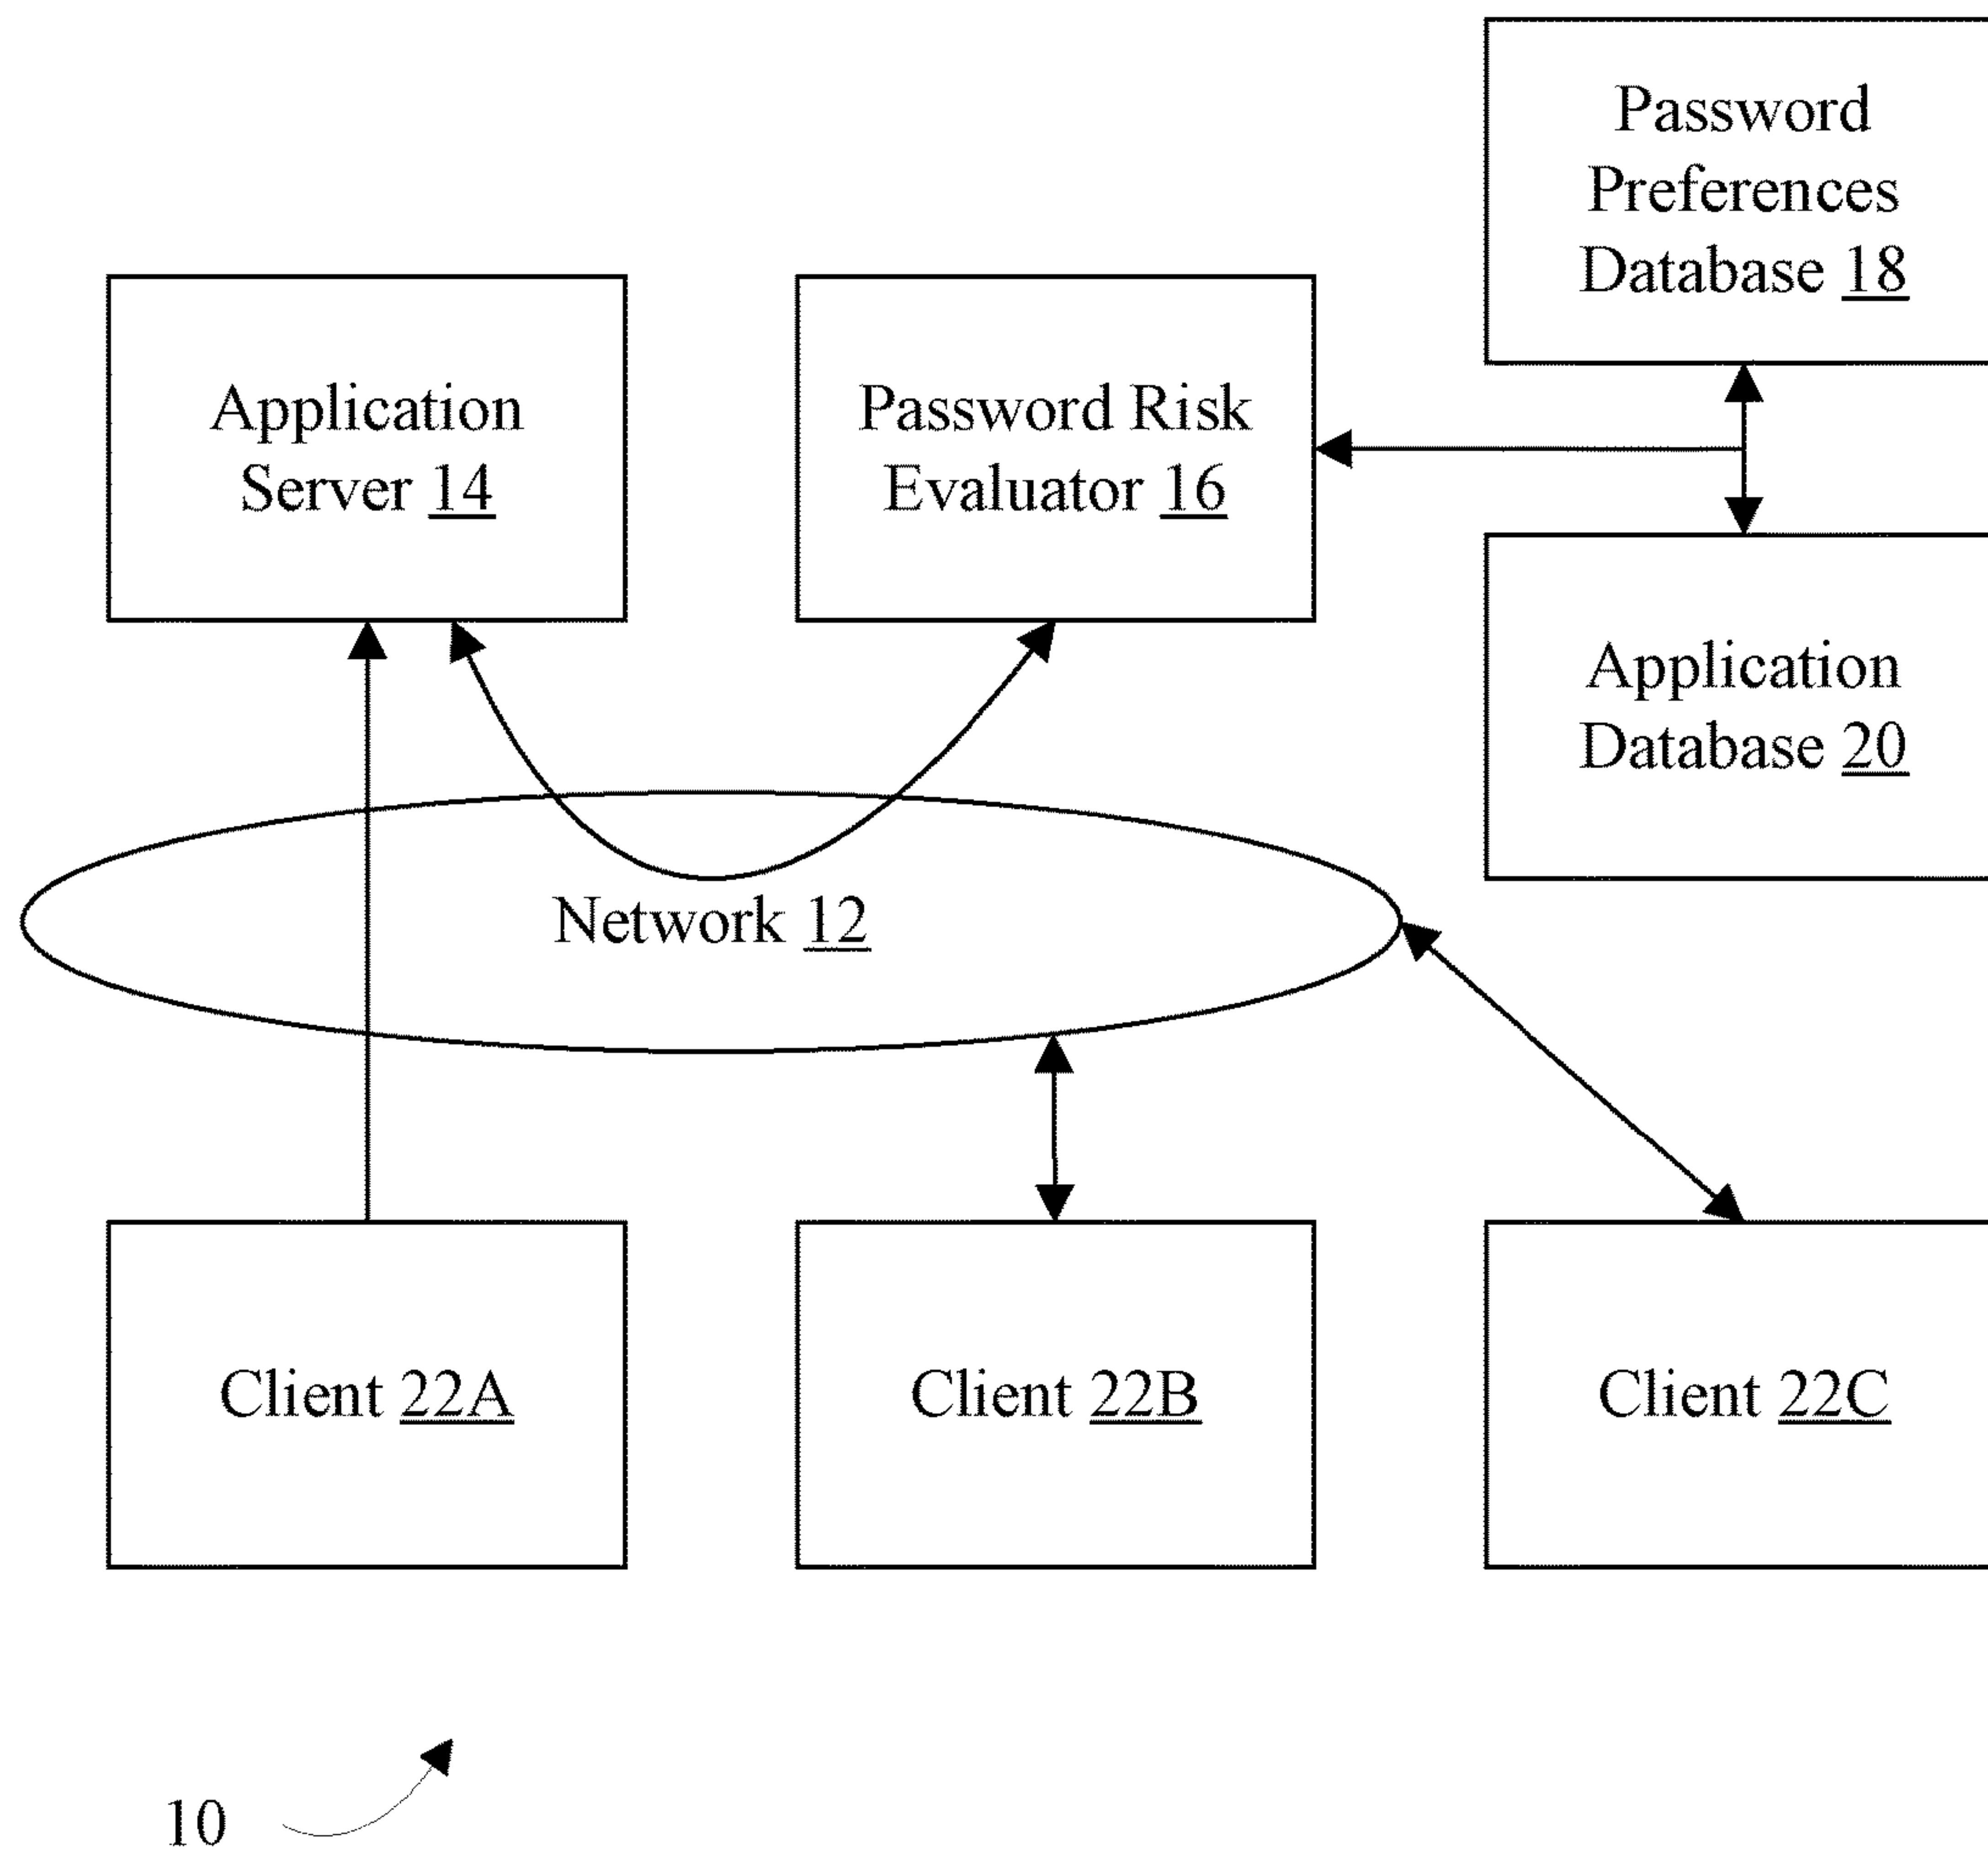 Password
Preferences
Database 18
Application
Server 14
Password Risk
Evaluator 16
Application
Database 20
Network 12
Client 22A
Client 22B
Client 22C
10